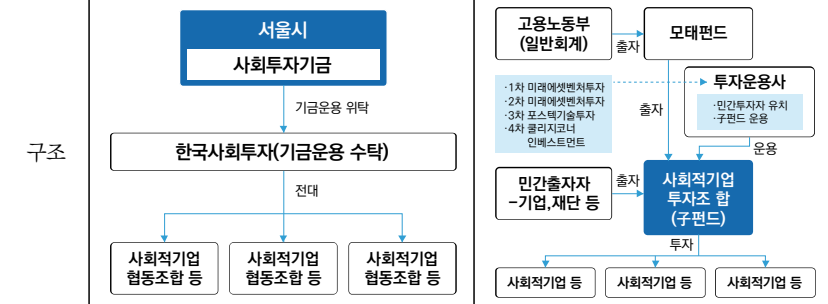 구조
서울시
사회투자기금
기금운용 위탁
한국사회투자(기금운용 수탁)
전대
사회적기업
협동조합 등
사회적기업
협동조합 등
사회적기업
협동조합 등
고용노동부
(일반회계)
출자
모태펀드
·1차 미래에셋벤처투자
·2차 미래에셋벤처투자
·3차 포스텍기술투자
·4차 쿨리지코너
인베스트먼트
출자
투자운용사
·민간투자자 유치
·子펀드 운용
운용
민간출자자
–기업,재단 등
출자
사회적기업
투자조 합
(子펀드)
투자
사회적기업 등
사회적기업 등
사회적기업 등